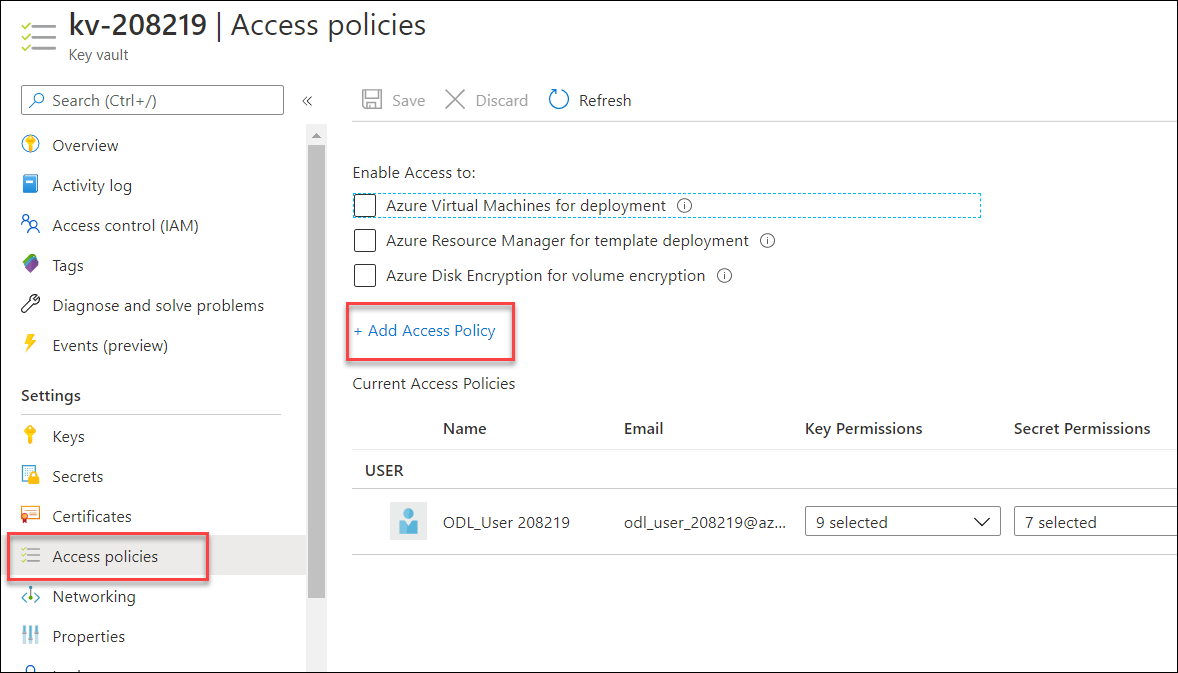 kv-208219 | Access policies
Key vault
Search (Ctrl+/)
«
Overview
Activity log
Access control (IAM)
Tags
Diagnose and solve problems
Events (preview)
Settings
Keys
Secrets
Certificates
Access policies
Networking
Properties
Save
Discard
Refresh
Enable Access to:
Azure Virtual Machines for deployment
Azure Resource Manager for template deployment
Azure Disk Encryption for volume encryption
+ Add Access Policy
Current Access Policies
Name Email Key Permissions Secret Permissions
USER
ODL_User 208219 odl_user_208219@az... 9 selected 7 selected